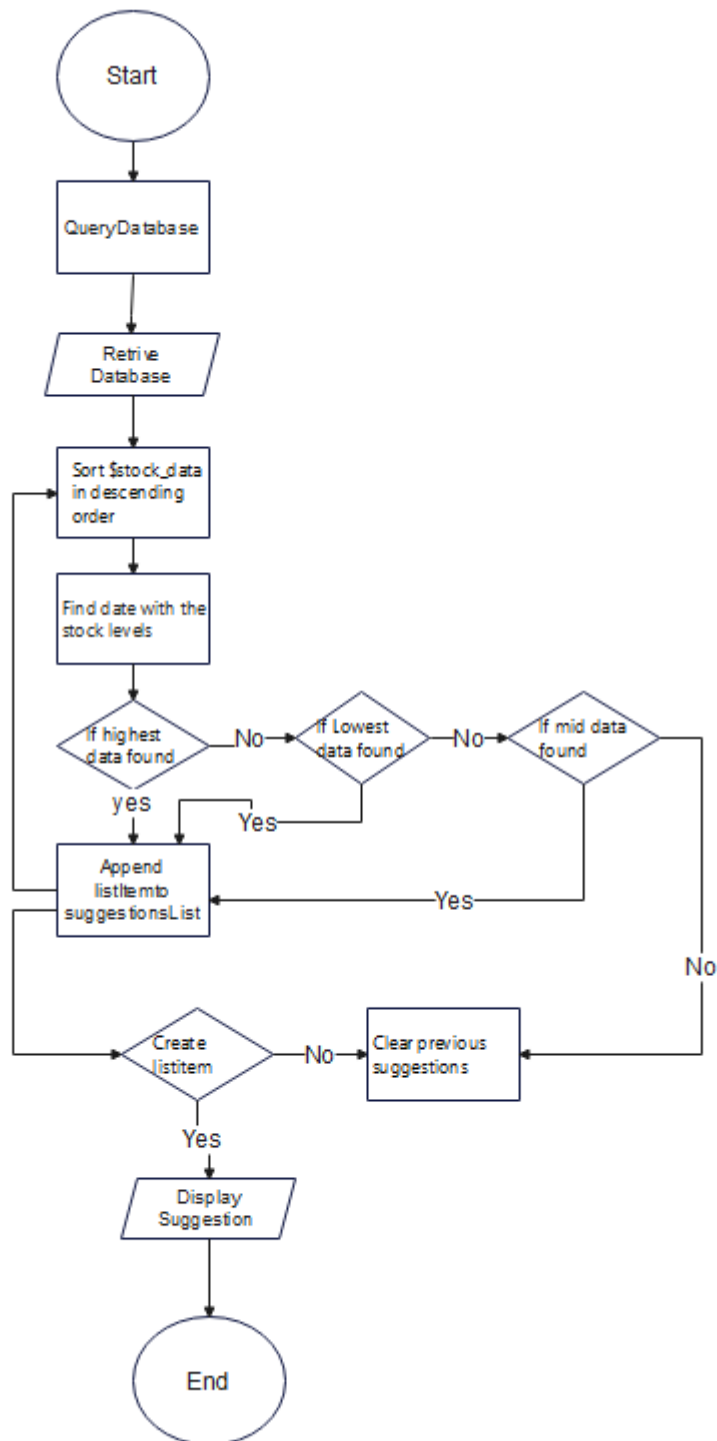 Start
QueryDatabase
Retrive
Database
Sort $stock_data
in descending
order
Find date with the
stock levels
If highest
data found
No
If Lowest
data found
No
If mid data
found
yes
Yes
Append
listItemto
suggestionsList
Yes
No
Create
listitem
No
Clear previous
suggestions
Yes
Display
Suggestion
End